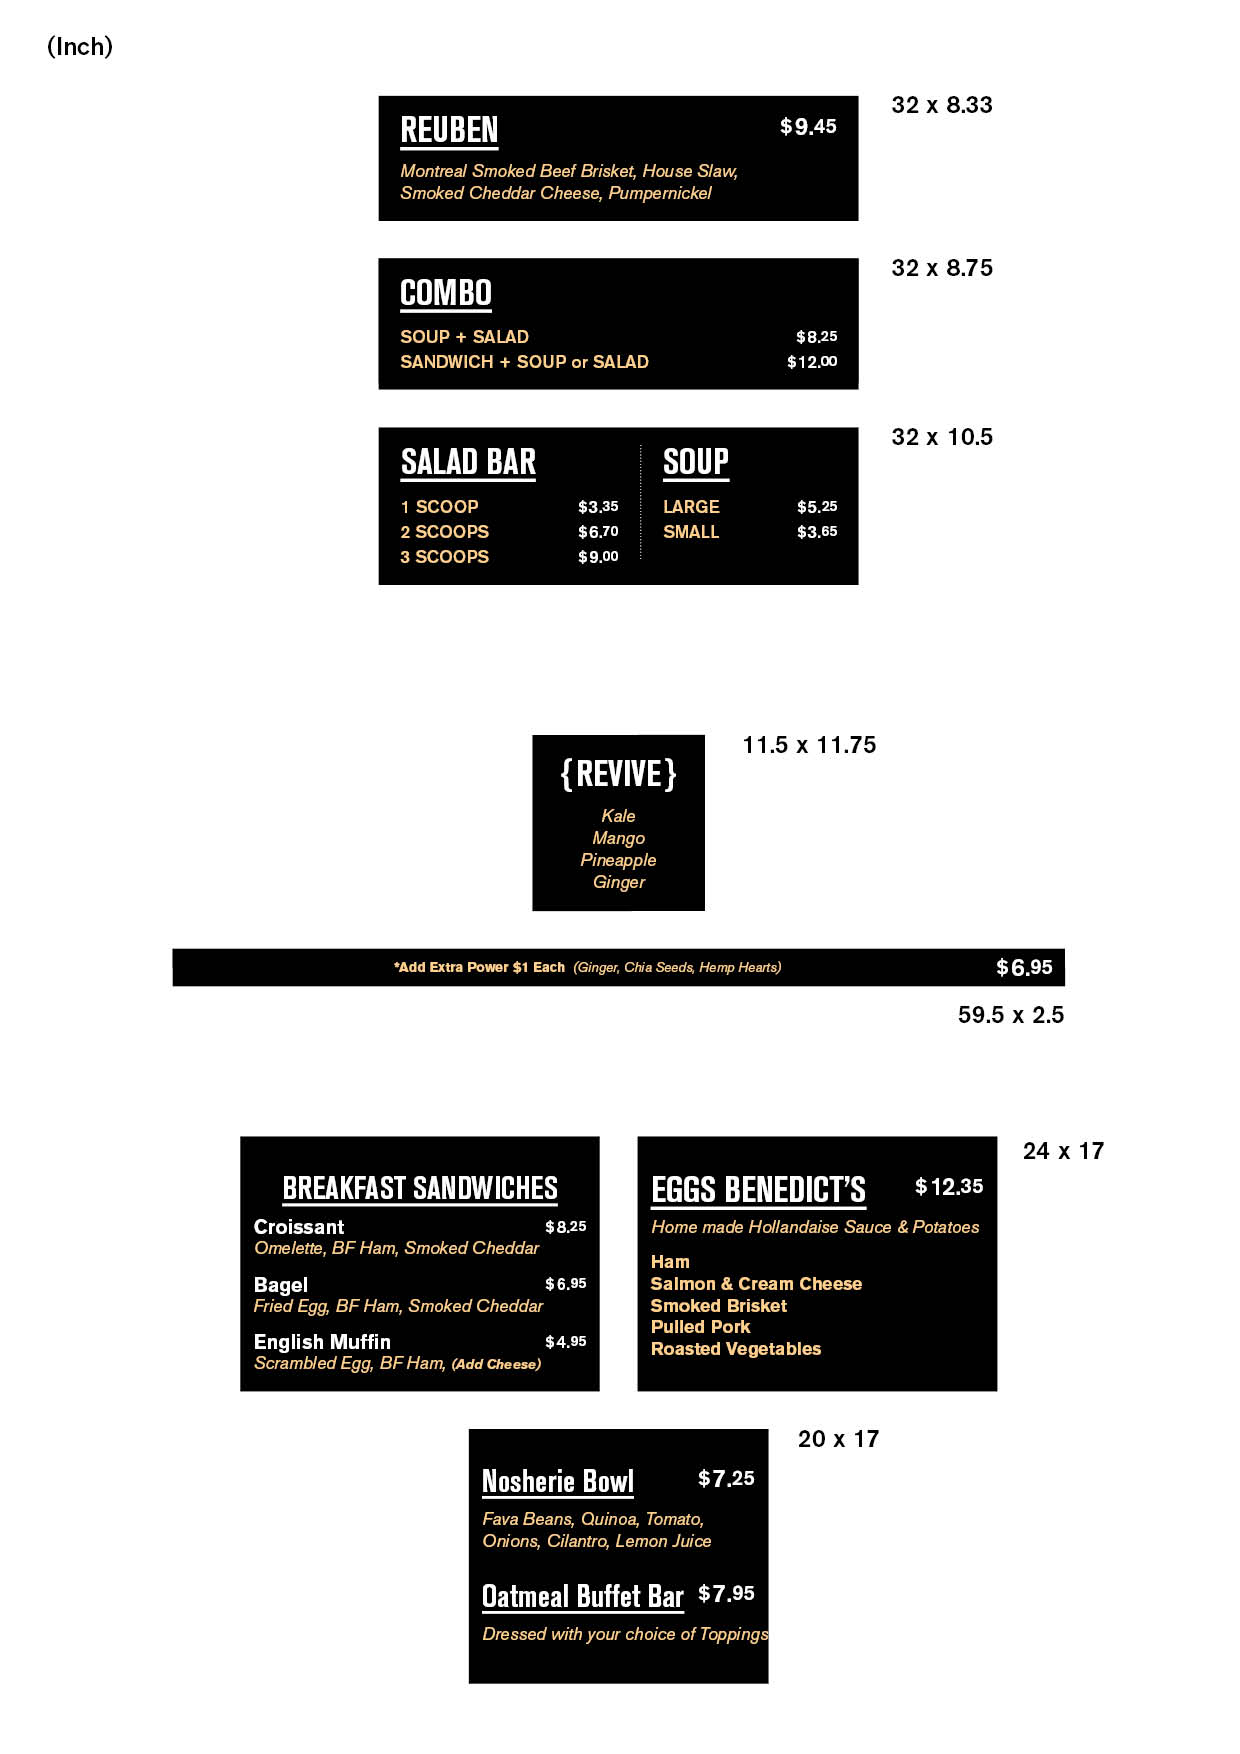 (Inch)
32 x 8.33
REUBEN $9.45
Montreal Smoked Beef Brisket, House Slaw,
Smoked Cheddar Cheese, Pumpernickel
32 x 8.75
COMBO
SOUP + SALAD $8.25
SANDWICH + SOUP or SALAD $12.00
32 x 10.5
SALAD BAR
1 SCOOP $3.35
2 SCOOPS $6.70
3 SCOOPS $9.00
SOUP
LARGE $5.25
SMALL $3.65
11.5 x 11.75
{REVIVE}
Kale
Mango
Pineapple
Ginger
*Add Extra Power $1 Each (Ginger, Chia Seeds, Hemp Hearts) $6.95
59.5 x 2.5
BREAKFAST SANDWICHES
Croissant $8.25
Omelette, BF Ham, Smoked Cheddar
Bagel $6.95
Fried Egg, BF Ham, Smoked Cheddar
English Muffin $4.95
Scrambled Egg, BF Ham, (Add Cheese)
24 x 17
EGGS BENEDICT'S $12.35
Home made Hollandaise Sauce & Potatoes
Ham
Salmon & Cream Cheese
Smoked Brisket
Pulled Pork
Roasted Vegetables
20 x 17
Nosherie Bowl $7.25
Fava Beans, Quinoa, Tomato,
Onions, Cilantro, Lemon Juice
Oatmeal Buffet Bar $7.95
Dressed with your choice of Toppings